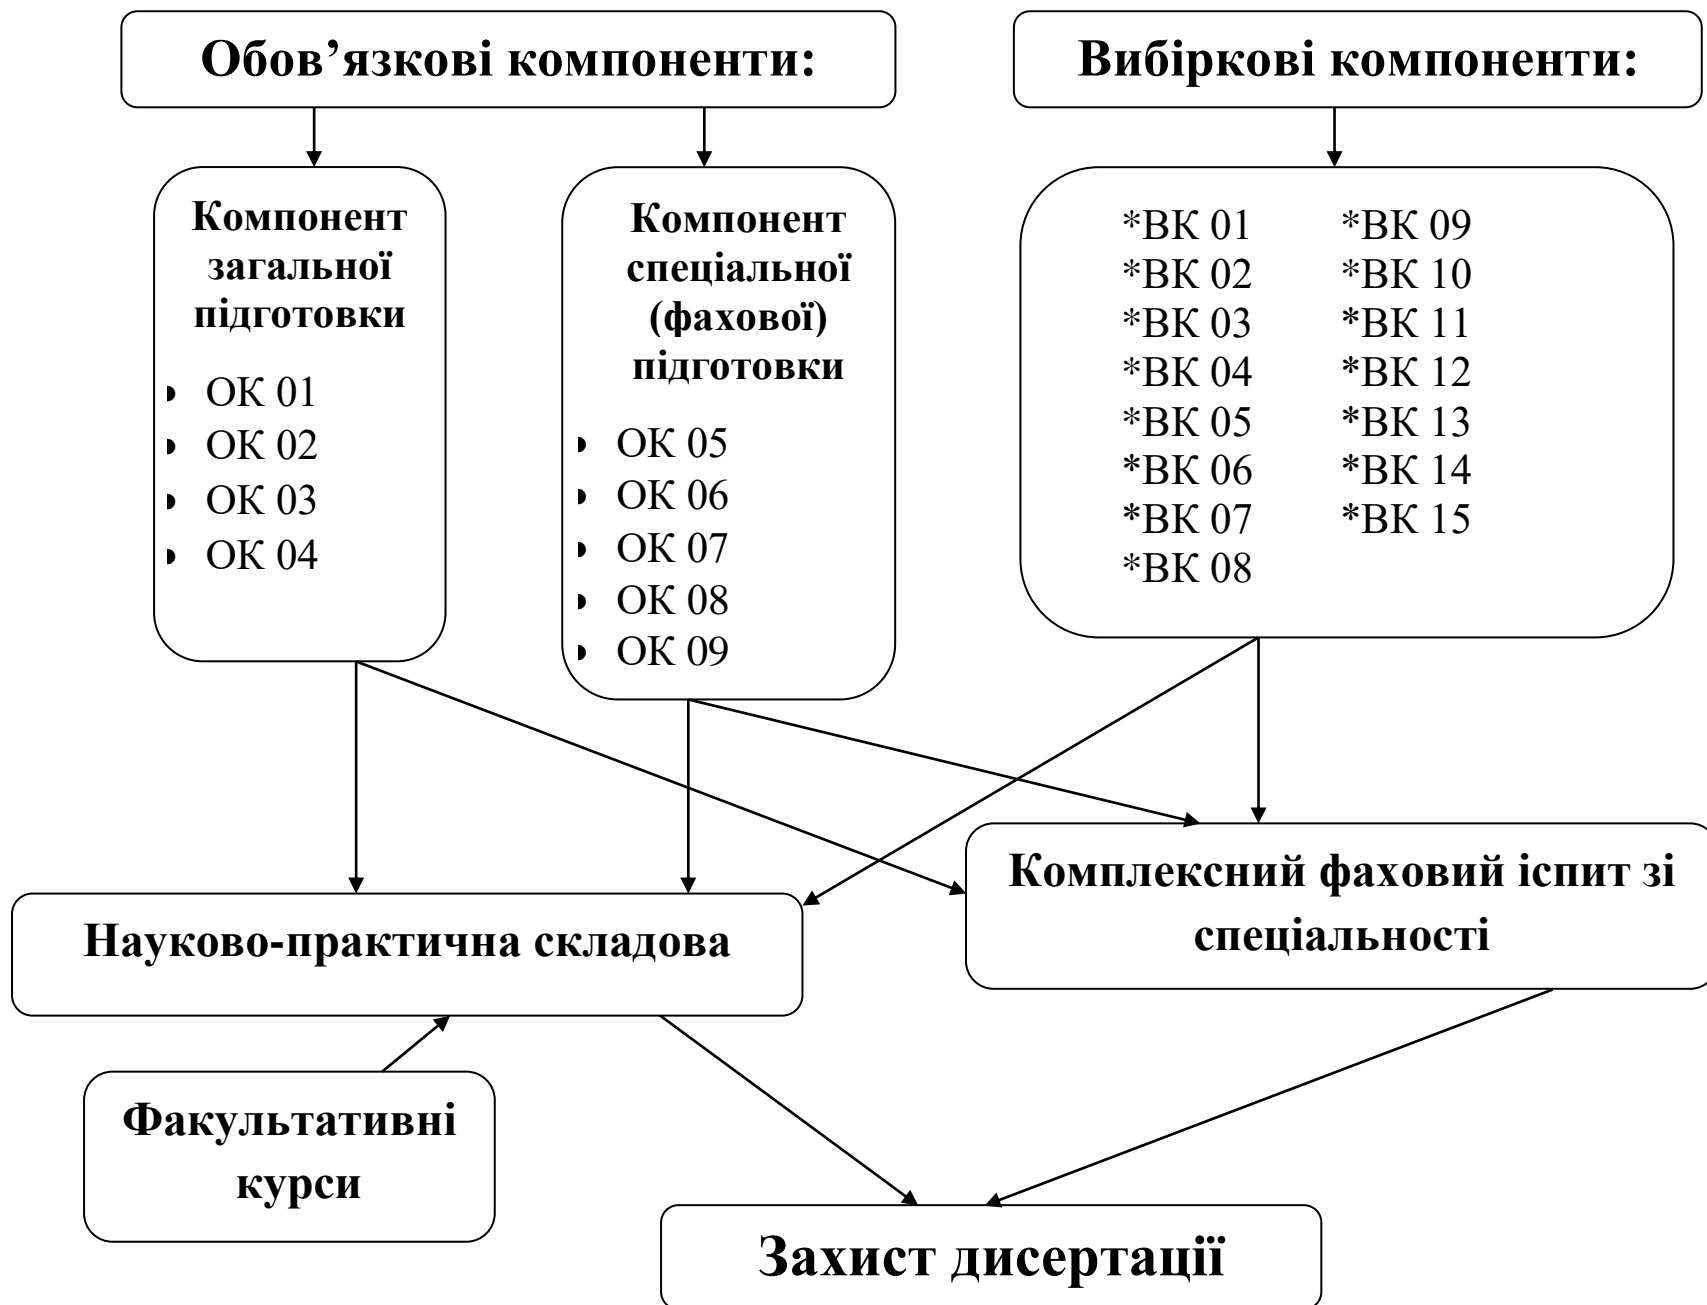 Обов’язкові компоненти:
Вибіркові компоненти:
Компонент
загальної
підготовки
• ОК 01
• ОК 02
• ОК 03
• ОК 04
Компонент
спеціальної
(фахової)
підготовки
• ОК 05
• ОК 06
• ОК 07
• ОК 08
• ОК 09
*ВК 01 *ВК 09
*ВК 02 *ВК 10
*ВК 03 *ВК 11
*ВК 04 *ВК 12
*ВК 05 *ВК 13
*ВК 06 *ВК 14
*ВК 07 *ВК 15
*ВК 08
Комплексний фаховий іспит зі
спеціальності
Науково-практична складова
Факультативні
курси
Захист дисертації